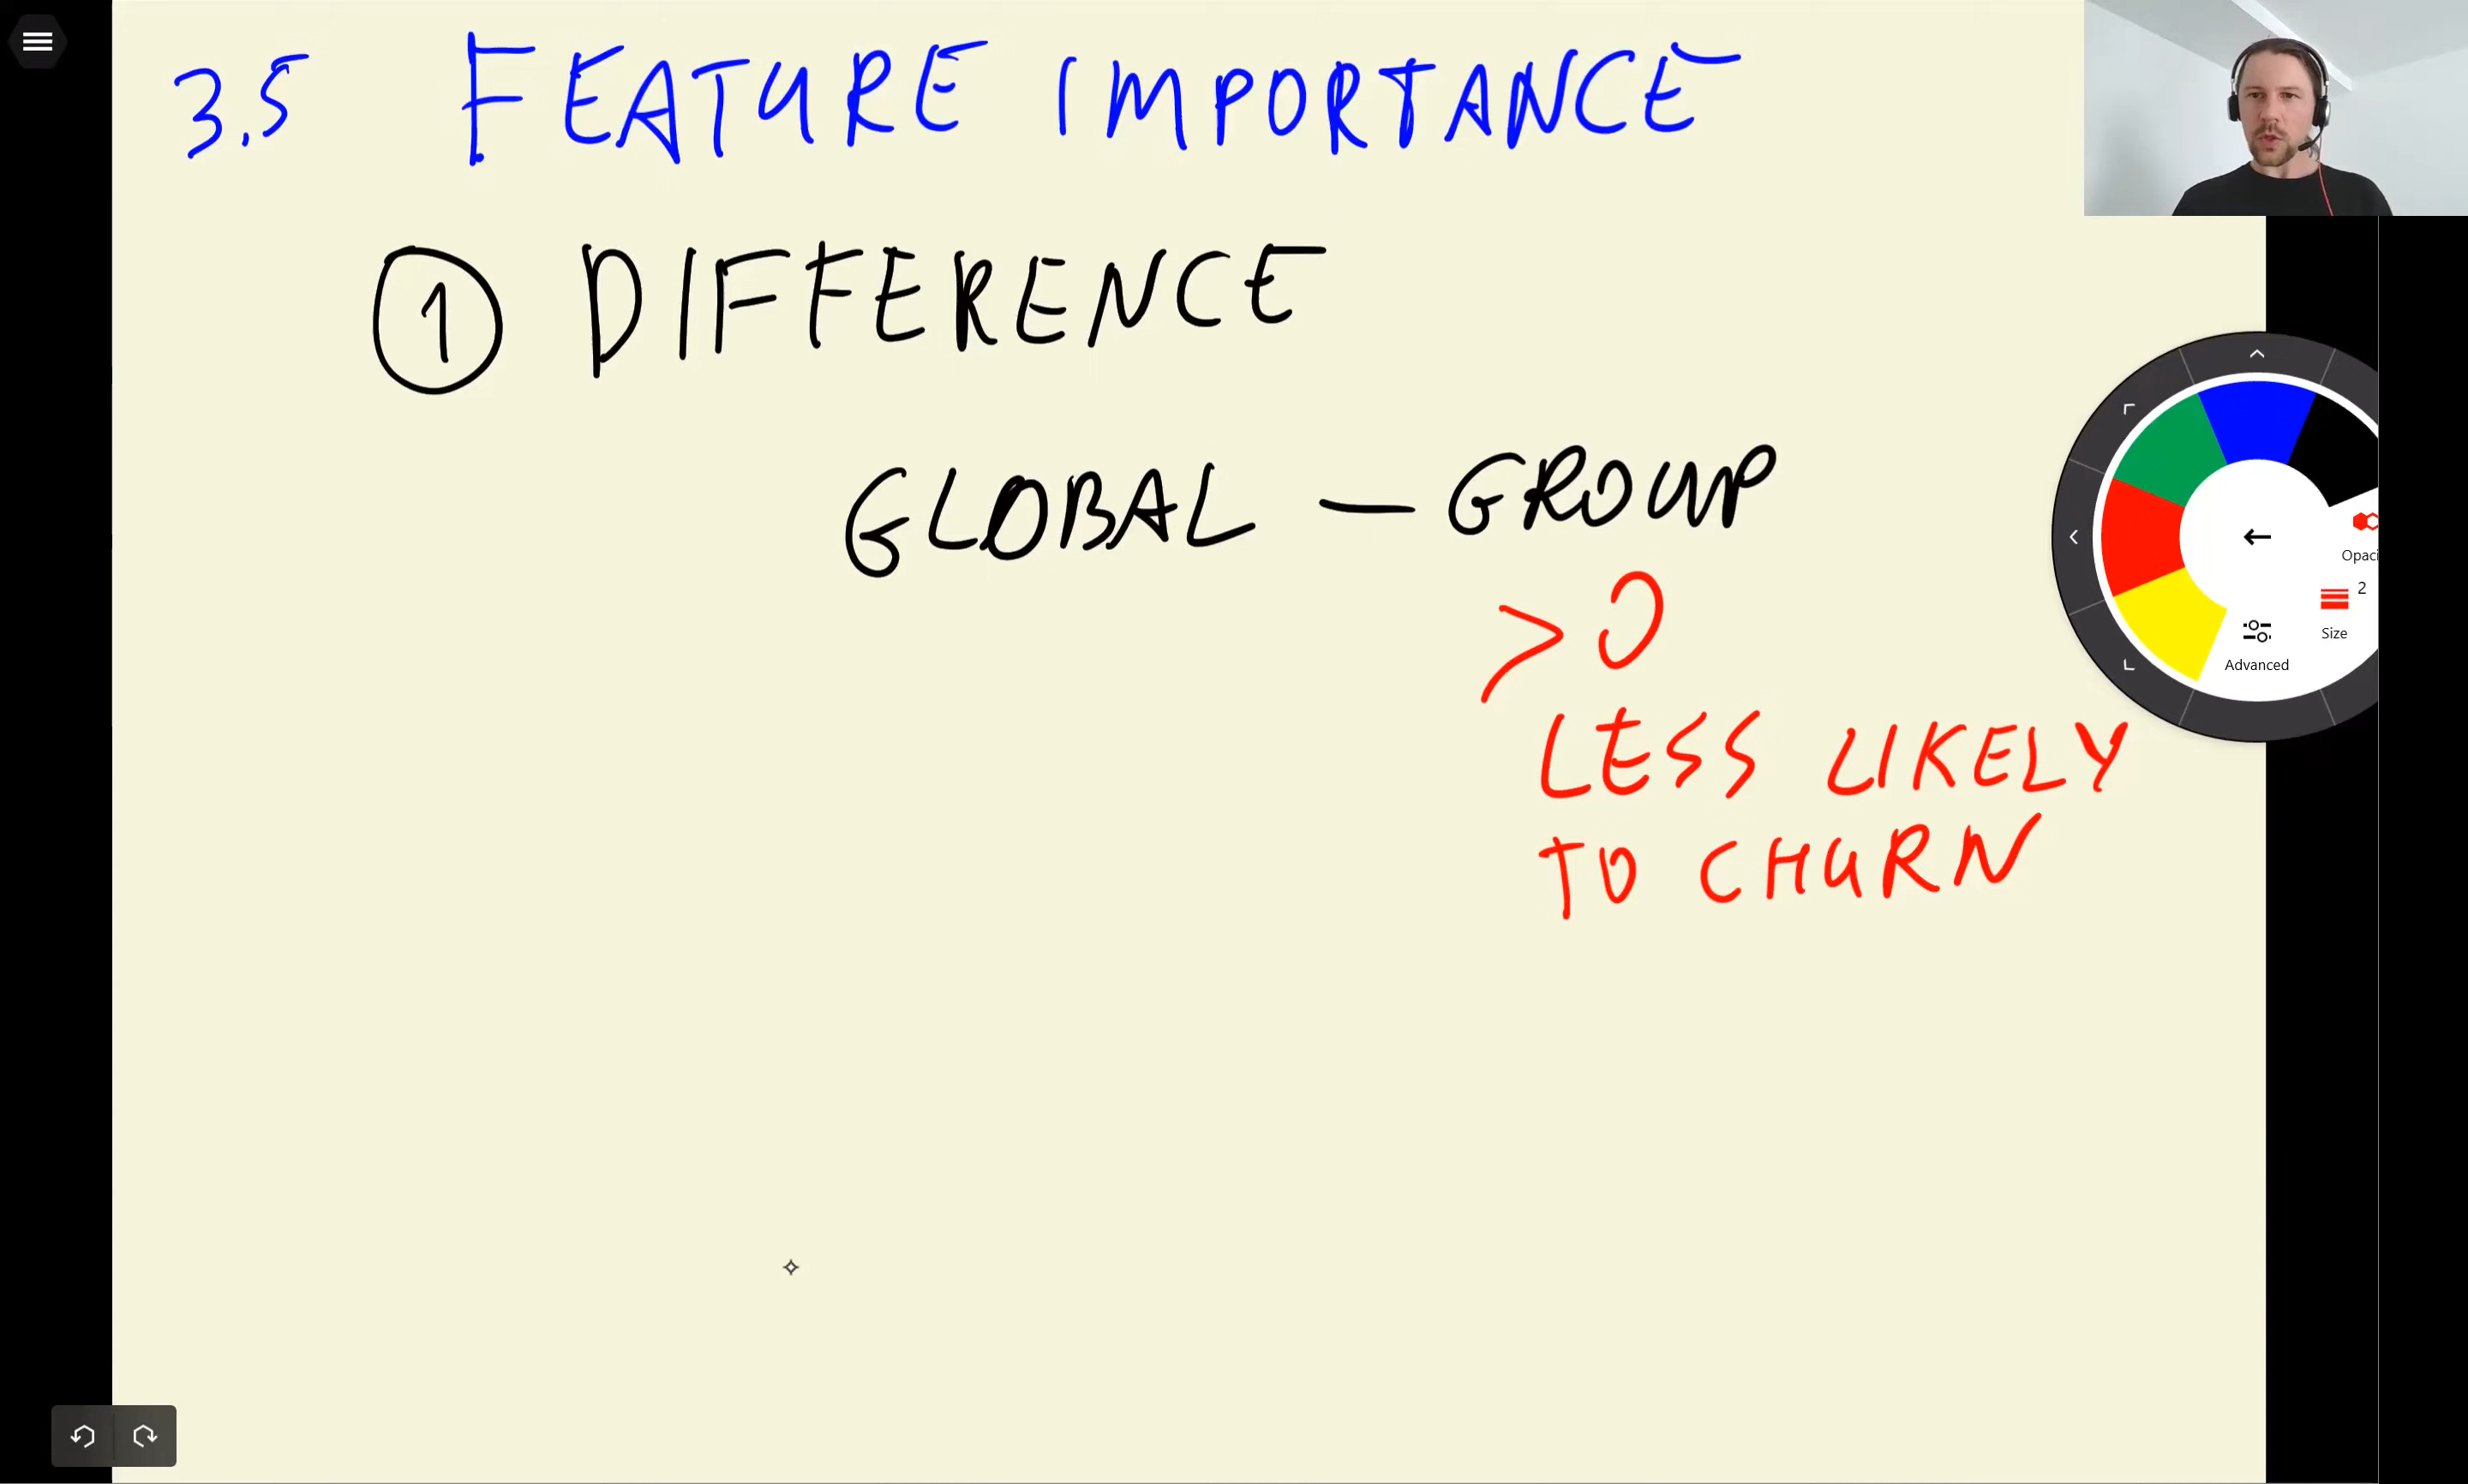 3.5 FEATURE IMPORTANCE
1 DIFFERENCE
GLOBAL - GROUP
> 0
LESS LIKELY
TO CHURN
Opaci
2
Size
Advanced